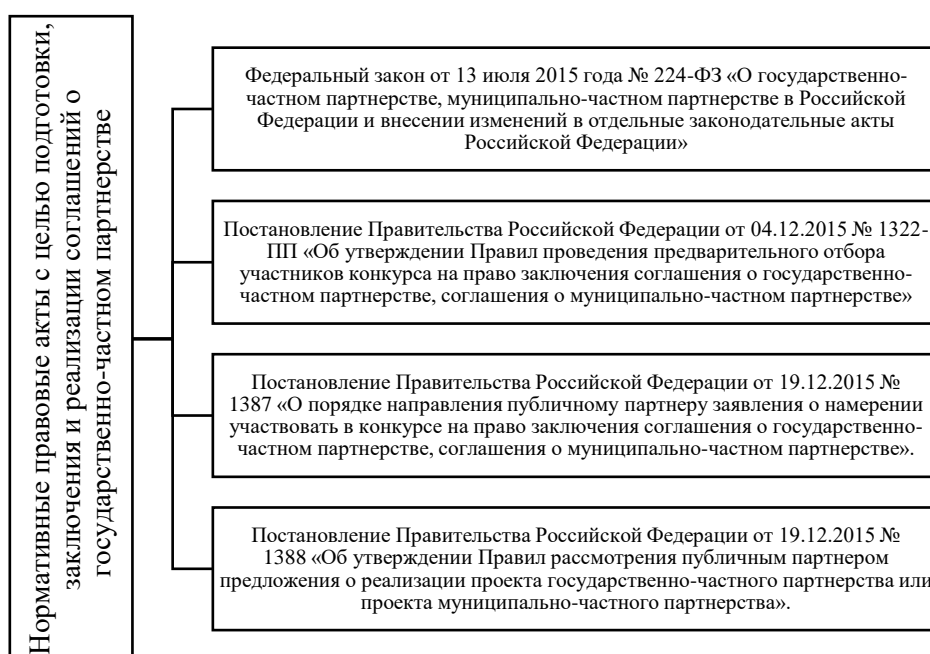 Нормативные правовые акты с целью подготовки,
заключения и реализации соглашений о
государственно-частном партнерстве
Федеральный закон от 13 июля 2015 года № 224-ФЗ «О государственно-
частном партнерстве, муниципально-частном партнерстве в Российской
Федерации и внесении изменений в отдельные законодательные акты
Российской Федерации»
Постановление Правительства Российской Федерации от 04.12.2015 № 1322-
ПП «Об утверждении Правил проведения предварительного отбора
участников конкурса на право заключения соглашения о государственно-
частном партнерстве, соглашения о муниципально-частном партнерстве»
Постановление Правительства Российской Федерации от 19.12.2015 №
1387 «О порядке направления публичному партнеру заявления о намерении
участвовать в конкурсе на право заключения соглашения о государственно-
частном партнерстве, соглашения о муниципально-частном партнерстве».
Постановление Правительства Российской Федерации от 19.12.2015 №
1388 «Об утверждении Правил рассмотрения публичным партнером
предложения о реализации проекта государственно-частного партнерства или
проекта муниципально-частного партнерства».